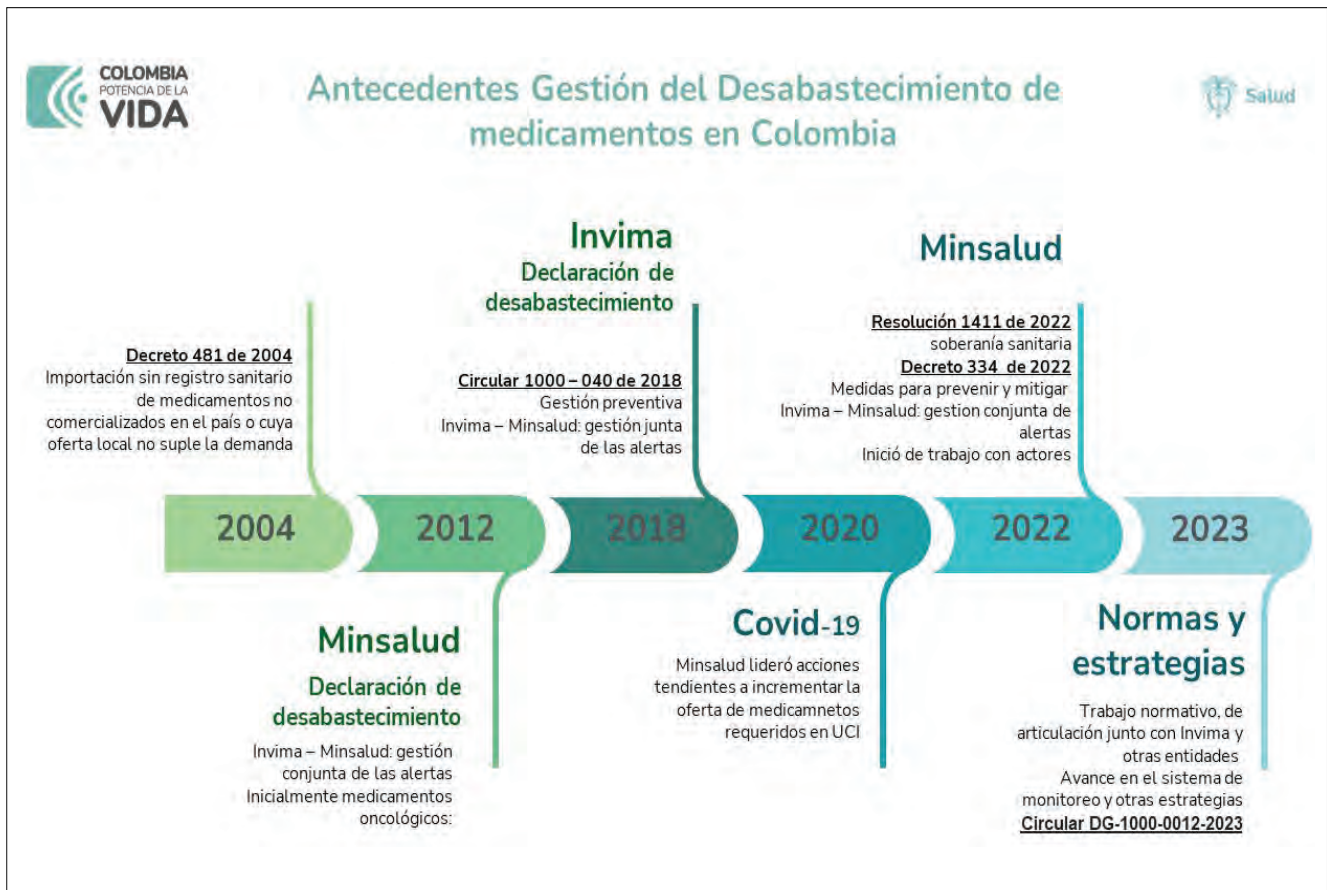 COLOMBIA
POTENCIA DE LA
VIDA
Antecedentes Gestión del Desabastecimiento de
medicamentos en Colombia
Salud
Decreto 481 de 2004
Importación sin registro sanitario
de medicamentos no
comercializados en el país o cuya
oferta local no suple la demanda
Invima
Declaración de
desabastecimiento
Circular 1000 – 040 de 2018
Gestión preventiva
Invima – Minsalud: gestión junta
de las alertas
Minsalud
Resolución 1411 de 2022
soberanía sanitaria
Decreto 334 de 2022
Medidas para prevenir y mitigar
Invima – Minsalud: gestion conjunta de
alertas
Inició de trabajo con actores
2004
2012
2018
2020
2022
2023
Minsalud
Declaración de
desabastecimiento
Invima – Minsalud: gestión
conjunta de las alertas
Inicialmente medicamentos
oncológicos:
Covid-19
Minsalud lideró acciones
tendientes a incrementar la
oferta de medicamnetos
requeridos en UCI
Normas y
estrategias
Trabajo normativo, de
articulación junto con Invima y
otras entidades
Avance en el sistema de
monitoreo y otras estrategias
Circular DG-1000-0012-2023